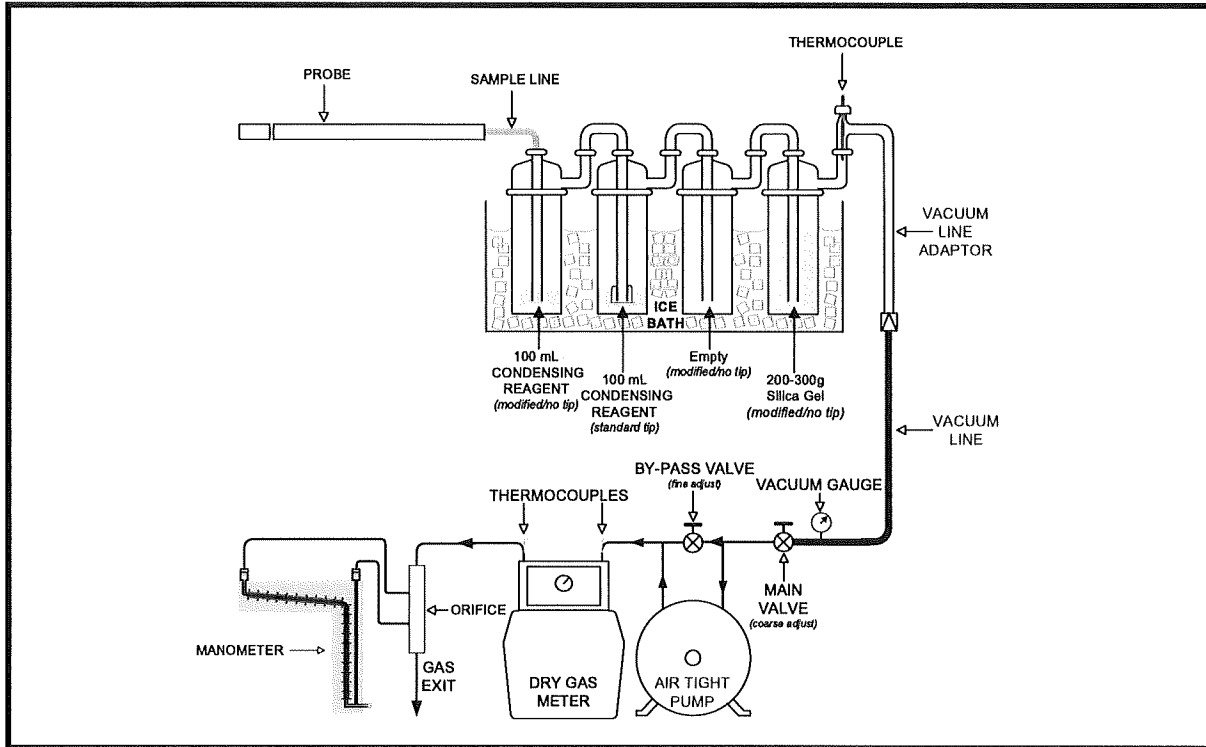 THERMOCOUPLE
PROBE
SAMPLE LINE
VACUUM
LINE
ADAPTOR
ICE
BATH
100 mL
CONDENSING
REAGENT
(modified/no tip)
100 mL
CONDENSING
REAGENT
(standard tip)
Empty
(modified/no tip)
200-300g
Silica Gel
(modified/no tip)
VACUUM
LINE
BY-PASS VALVE
(fine adjust)
VACUUM GAUGE
THERMOCOUPLES
MAIN
VALVE
(coarse adjust)
ORIFICE
MANOMETER
GAS
EXIT
DRY GAS
METER
AIR TIGHT
PUMP